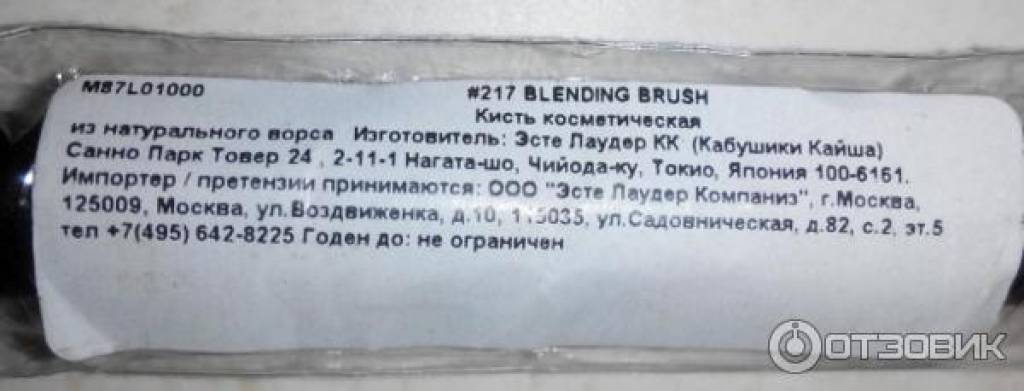 M87L01000 #217 BLENDING BRUSH
Кисть косметическая
из натурального ворса Изготовитель: Эсте Лаудер КК (Кабушики Кайша)
Санно Парк Товер 24 , 2-11-1 Нагата-шо, Чийода-ку, Токио, Япония 100-6161.
Импортер / претензии принимаются: ООО "Эсте Лаудер Компаниз", г.Москва,
125009, Москва, ул.Воздвиженка, д.10, 115035, ул.Садовническая, д.82, с.2, эт.5
тел +7(495) 642-8225 Годен до: не ограничен
ОТЗОВИК